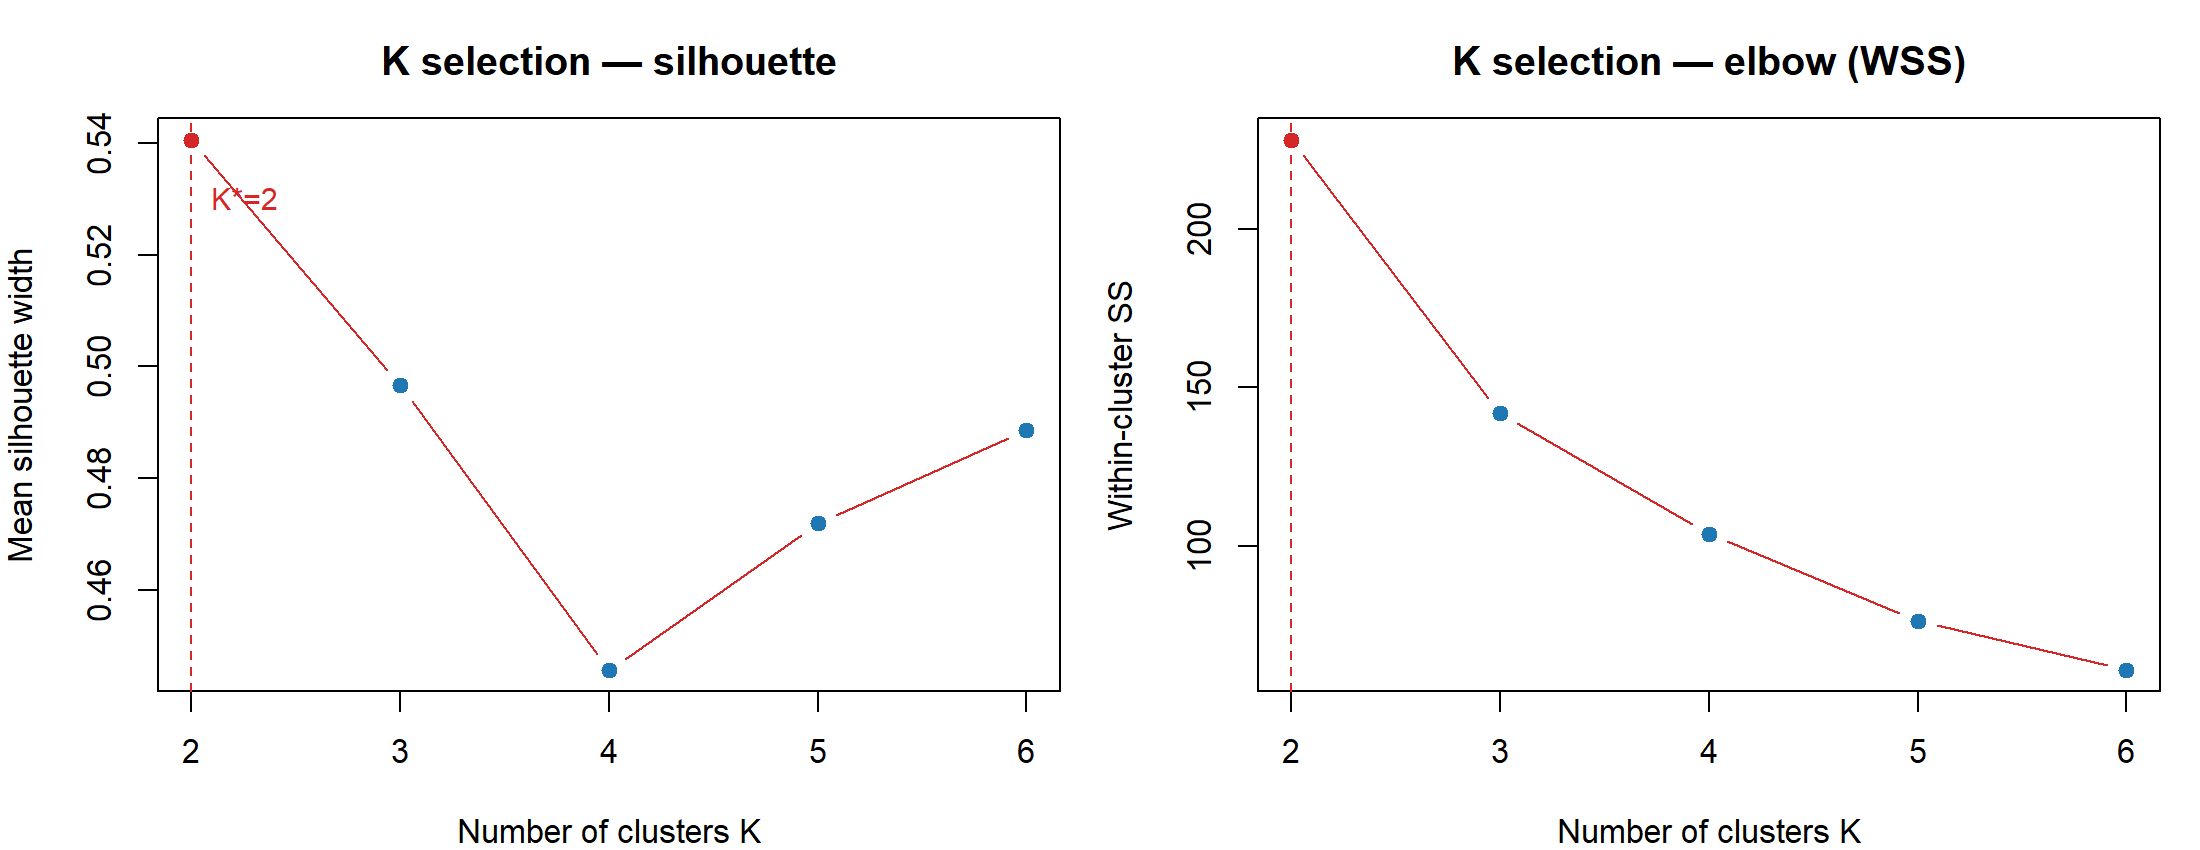 K selection — silhouette
Mean silhouette width
0.54
0.52
0.50
0.48
0.46
K*=2
2 3 4 5 6
Number of clusters K
K selection — elbow (WSS)
Within-cluster SS
200
150
100
2 3 4 5 6
Number of clusters K